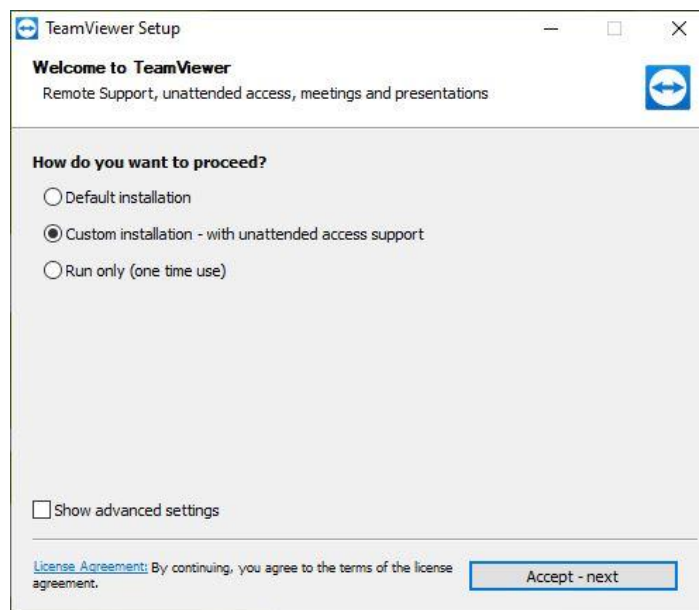 TeamViewer Setup
Welcome to TeamViewer
Remote Support, unattended access, meetings and presentations
How do you want to proceed?
Default installation
Custom installation - with unattended access support
Run only (one time use)
Show advanced settings
License Agreement: By continuing, you agree to the terms of the license
agreement.
Accept - next